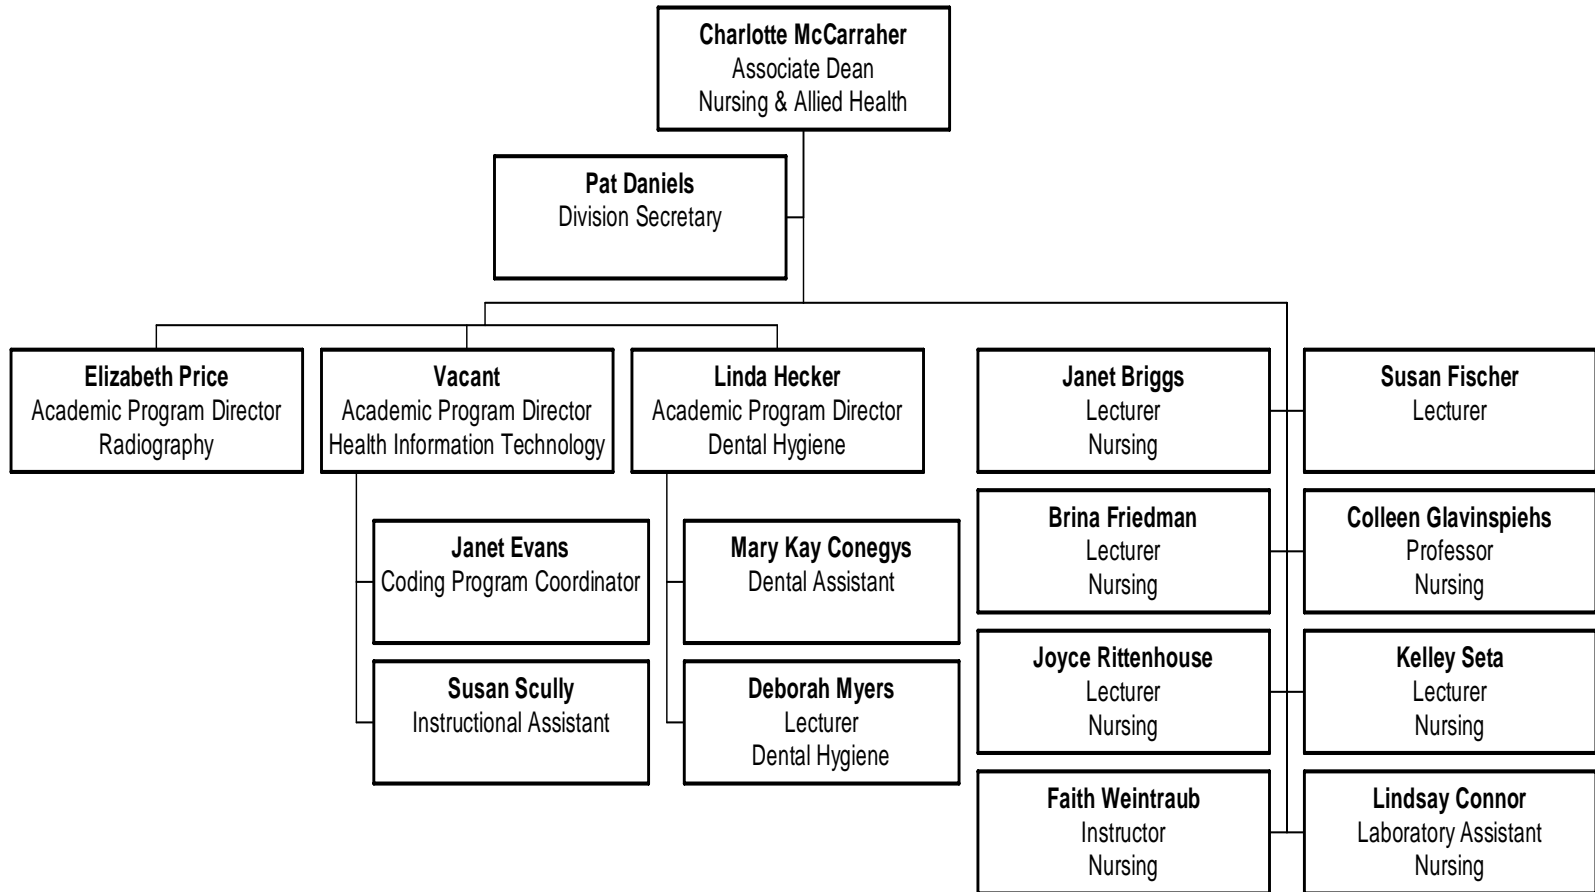 Charlotte McCarraher
Associate Dean
Nursing & Allied Health
Pat Daniels
Division Secretary
Elizabeth Price
Academic Program Director
Radiography
Vacant
Academic Program Director
Health Information Technology
Linda Hecker
Academic Program Director
Dental Hygiene
Janet Briggs
Lecturer
Nursing
Susan Fischer
Lecturer
Janet Evans
Coding Program Coordinator
Mary Kay Conegys
Dental Assistant
Brina Friedman
Lecturer
Nursing
Colleen Glavinspiehs
Professor
Nursing
Susan Scully
Instructional Assistant
Deborah Myers
Lecturer
Dental Hygiene
Joyce Rittenhouse
Lecturer
Nursing
Kelley Seta
Lecturer
Nursing
Faith Weintraub
Instructor
Nursing
Lindsay Connor
Laboratory Assistant
Nursing